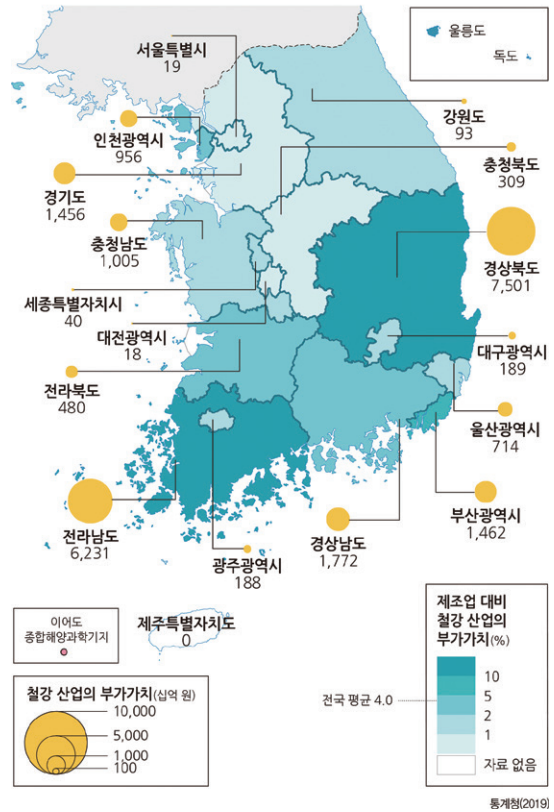 울릉도
독도
서울특별시
19
강원도
93
인천광역시
956
충청북도
309
경기도
1,456
충청남도
1,005
경상북도
7,501
세종특별자치시
40
대전광역시
18
대구광역시
189
전라북도
480
울산광역시
714
전라남도
6,231
부산광역시
1,462
경상남도
1,772
광주광역시
188
이어도
종합해양과학기지
제주특별자치도
0
제조업 대비
철강 산업의
부가가치(%)
10
5
전국 평균 4.0
2
1
자료 없음
철강 산업의 부가가치(십억 원)
10,000
5,000
1,000
100
통계청(2019)